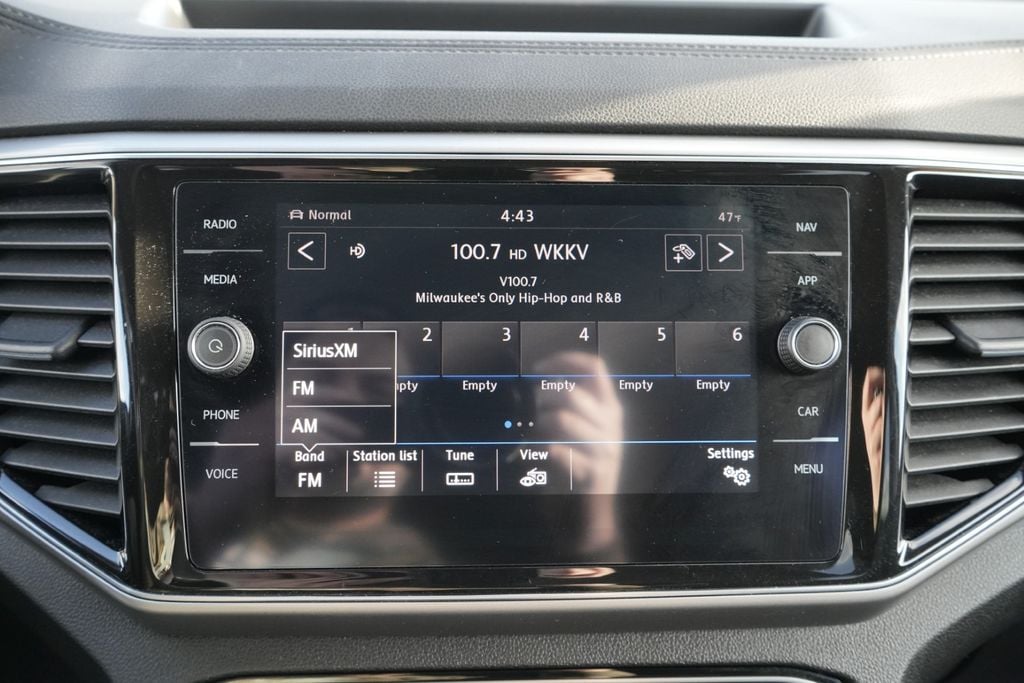 RADIO
MEDIA
PHONE
VOICE
Normal
4:43
47°F
HD
100.7 HD WKKV
V100.7
Milwaukee's Only Hip-Hop and R&B
2 3 4 5 6
SiriusXM
FM
AM
Empty Empty Empty Empty
Band
FM
Station list
Tune
View
Settings
NAV
APP
CAR
MENU